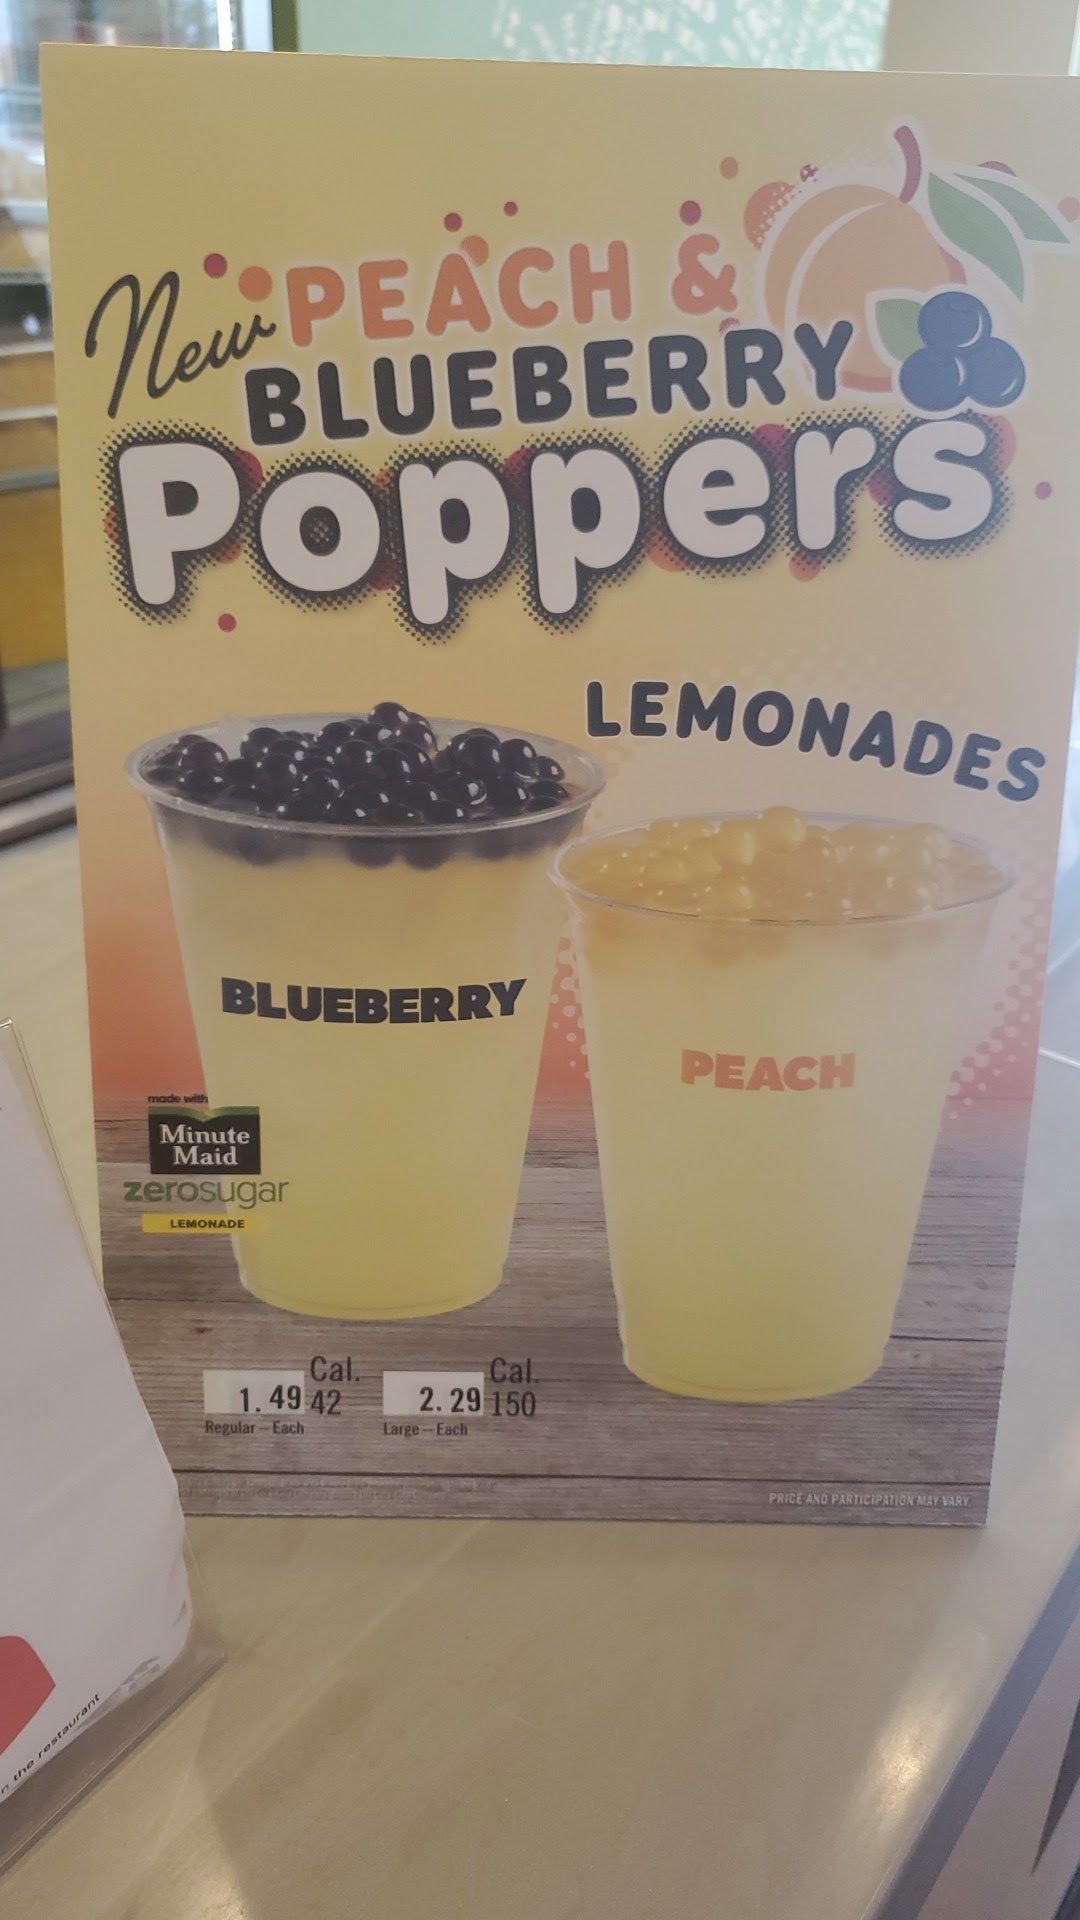 New PEACH &
BLUEBERRY
Poppers
LEMONADES
BLUEBERRY
PEACH
made with
Minute
Maid
zerosugar
LEMONADE
1.49 Cal. 42
Regular – Each
2.29 Cal. 150
Large – Each
PRICE AND PARTICIPATION MAY VARY
n the restaurant